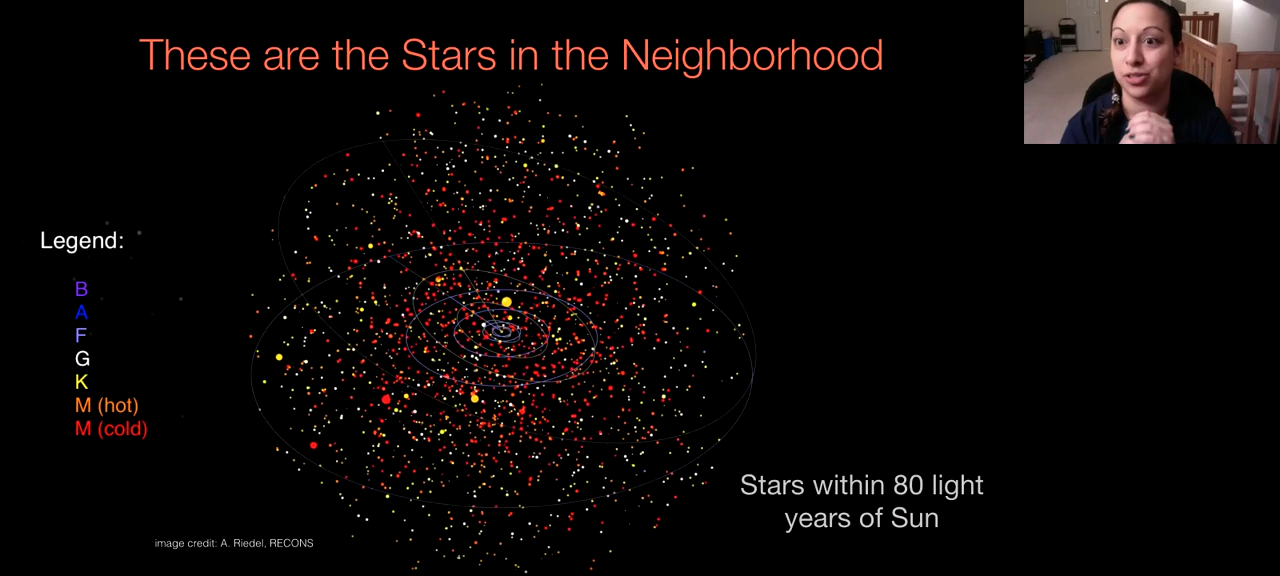 These are the Stars in the Neighborhood
Legend:
B
A
F
G
K
M (hot)
M (cold)
Stars within 80 light
years of Sun
image credit: A. Riedel, RECONS